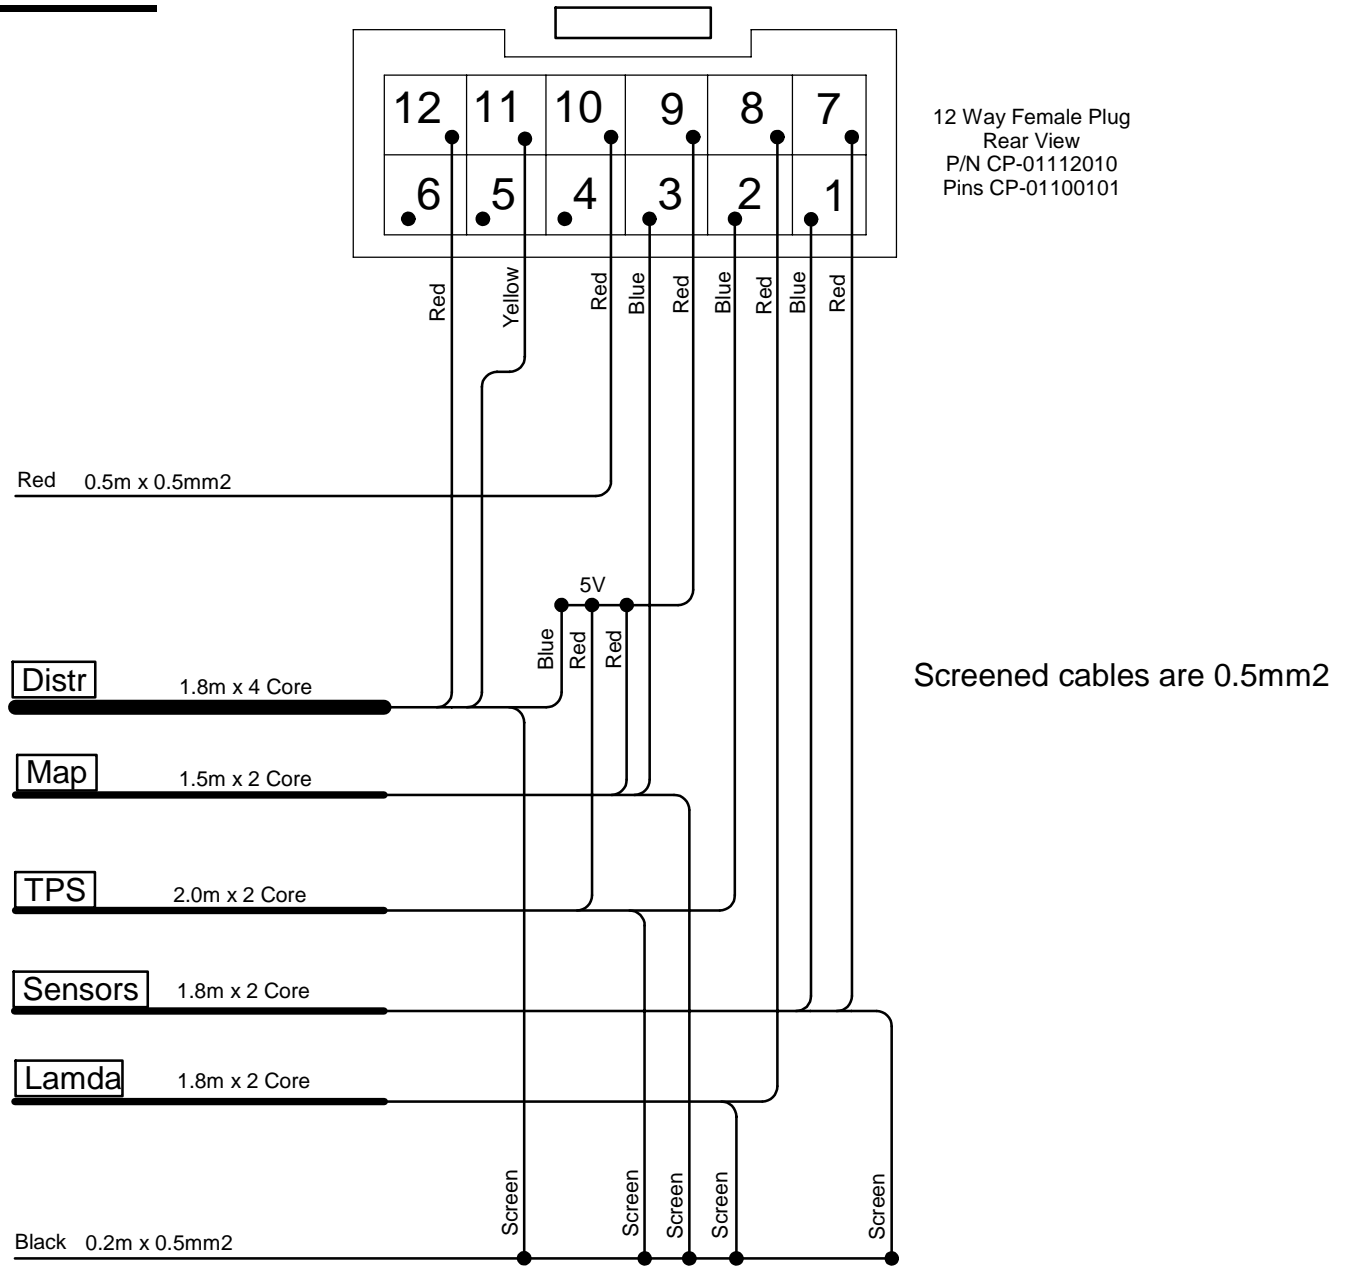 12 11 10 9 8 7
6 5 4 3 2 1
12 Way Female Plug
Rear View
P/N CP-01112010
Pins CP-01100101
Red
Yellow
Red
Blue
Red
Blue
Red
Blue
Red
Red 0.5m x 0.5mm2
5V
Blue
Red
Red
Distr 1.8m x 4 Core
Screened cables are 0.5mm2
Map 1.5m x 2 Core
TPS 2.0m x 2 Core
Sensors 1.8m x 2 Core
Lamda 1.8m x 2 Core
Screen
Screen
Screen
Screen
Screen
Black 0.2m x 0.5mm2